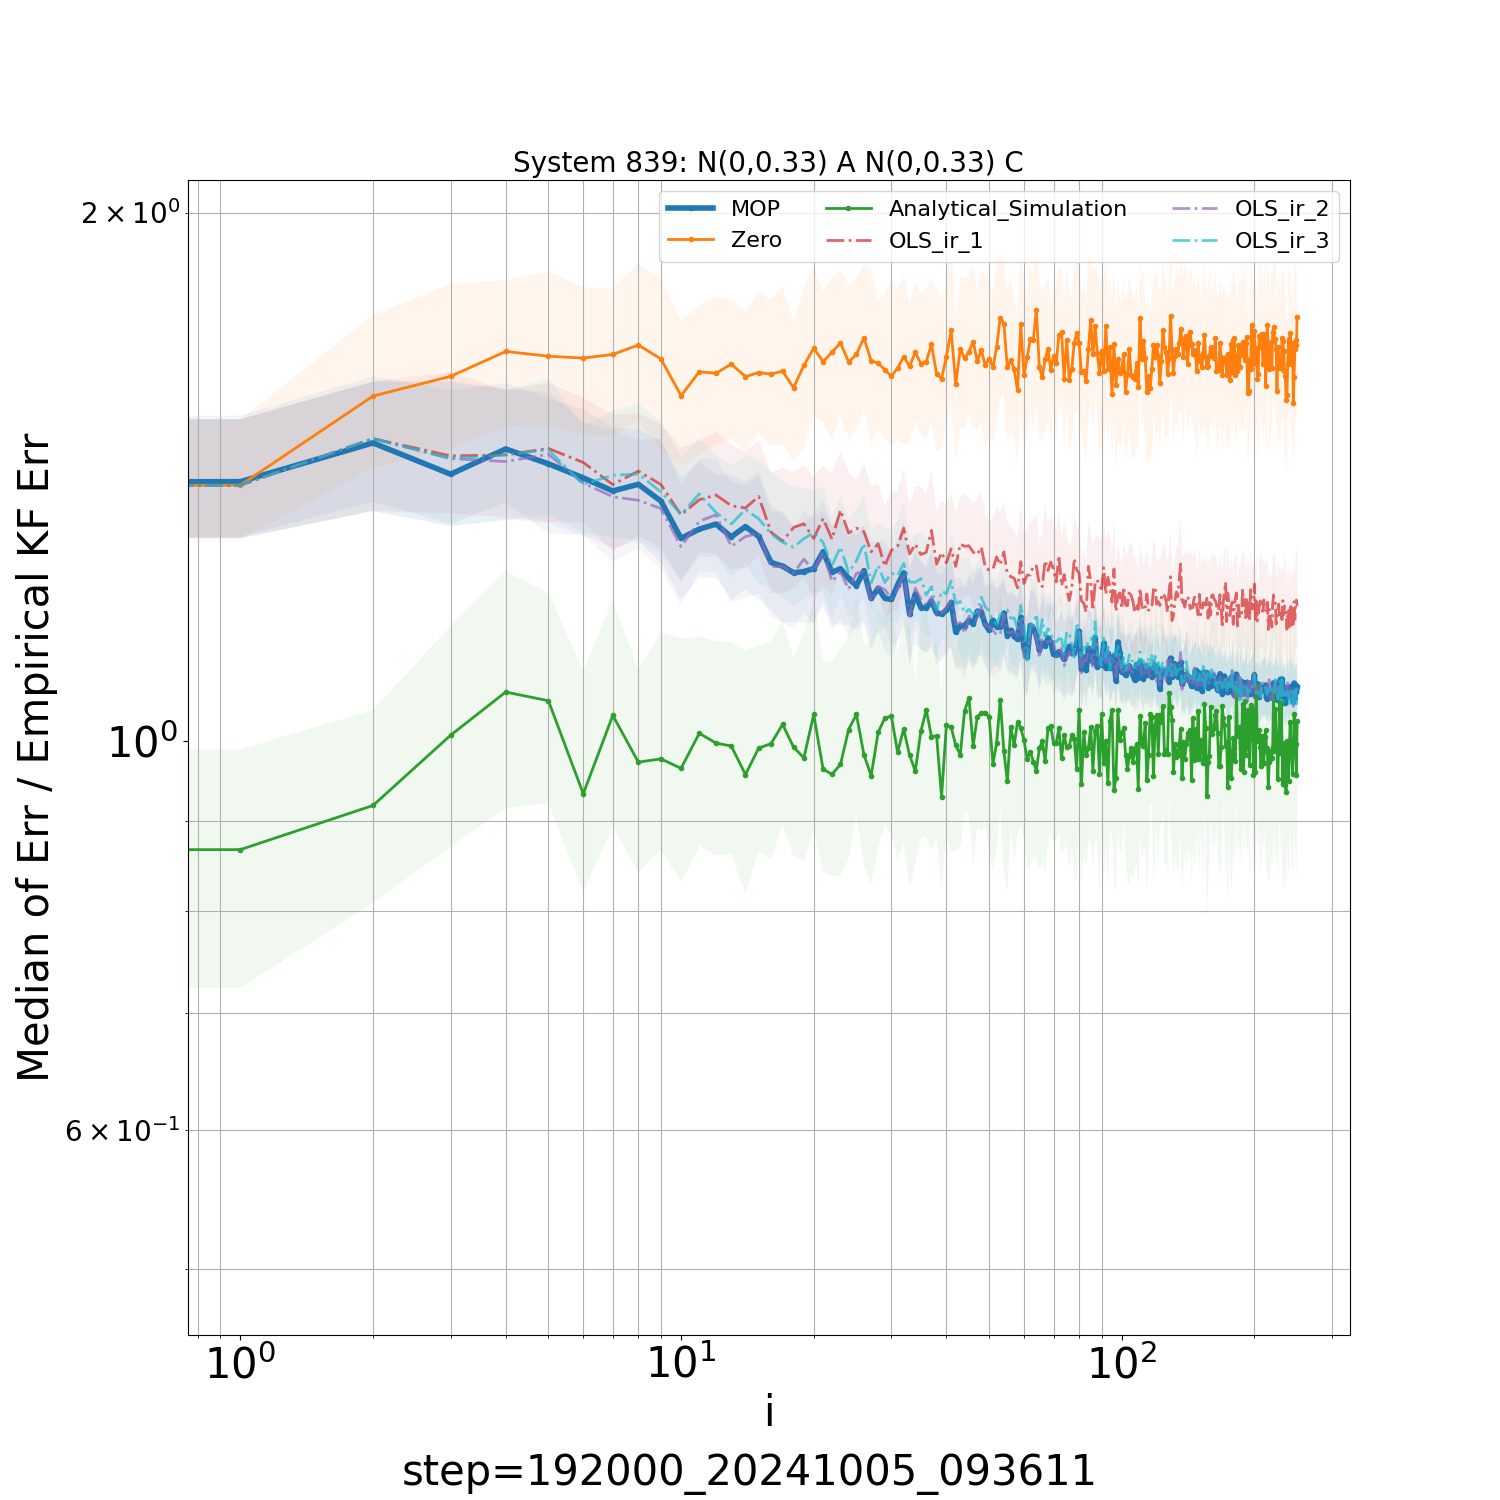 System 839: N(0,0.33) A N(0,0.33) C
MOP
Zero
Analytical_Simulation
OLS_ir_1
OLS_ir_2
OLS_ir_3
Median of Err / Empirical KF Err
2 × 10⁰
10⁰
6 × 10⁻¹
10⁰
10¹
10²
i
step=192000_20241005_093611